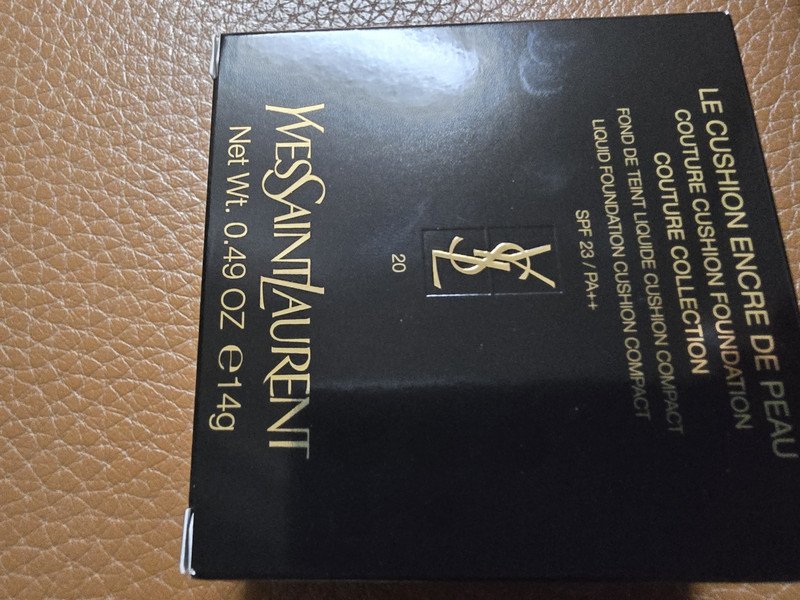 LE CUSHION ENCRE DE PEAU
COUTURE CUSHION FOUNDATION
COUTURE COLLECTION
FOND DE TEINT LIQUIDE CUSHION COMPACT
LIQUID FOUNDATION CUSHION COMPACT
SPF 23 / PA++
YSL
20
YVESSAINTLAURENT
Net Wt. 0.49 OZ ℮14g